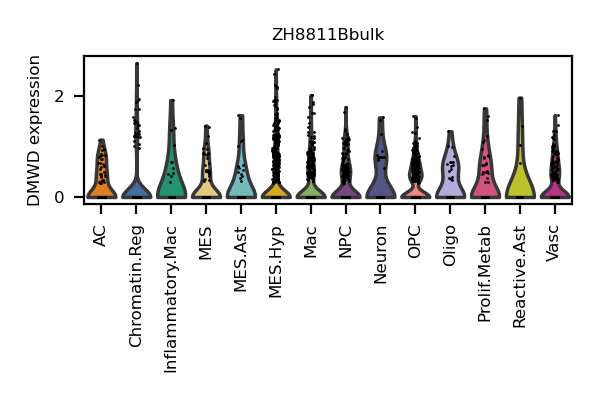 ZH8811Bbulk
DMWD expression
2
0
AC
Chromatin.Reg
Inflammatory.Mac
MES
MES.Ast
MES.Hyp
Mac
NPC
Neuron
OPC
Oligo
Prolif.Metab
Reactive.Ast
Vasc